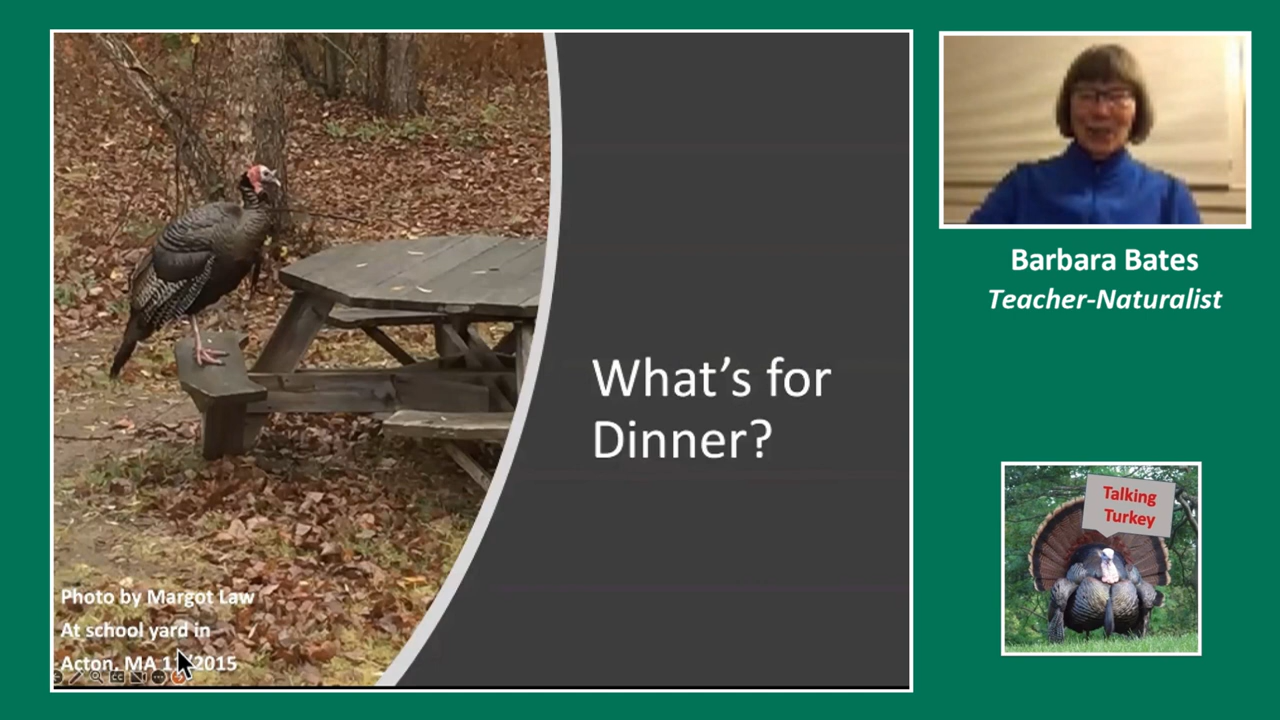 What's for
Dinner?
Photo by Margot Law
At school yard in
Acton, MA 11/2015
Barbara Bates
Teacher-Naturalist
Talking
Turkey